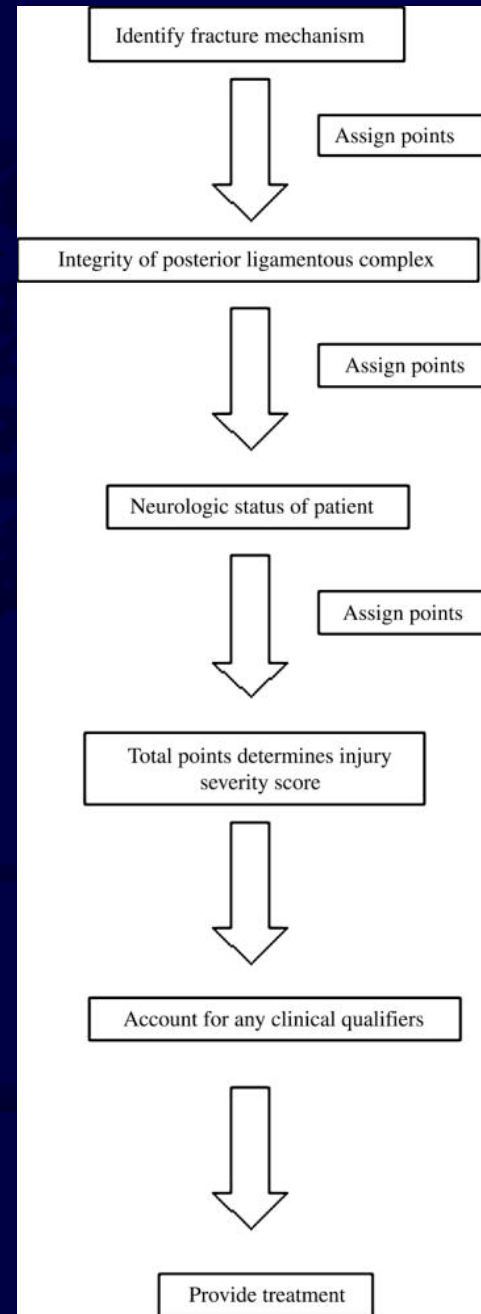 Identify fracture mechanism
Assign points
Integrity of posterior ligamentous complex
Assign points
Neurologic status of patient
Assign points
Total points determines injury
severity score
Account for any clinical qualifiers
Provide treatment